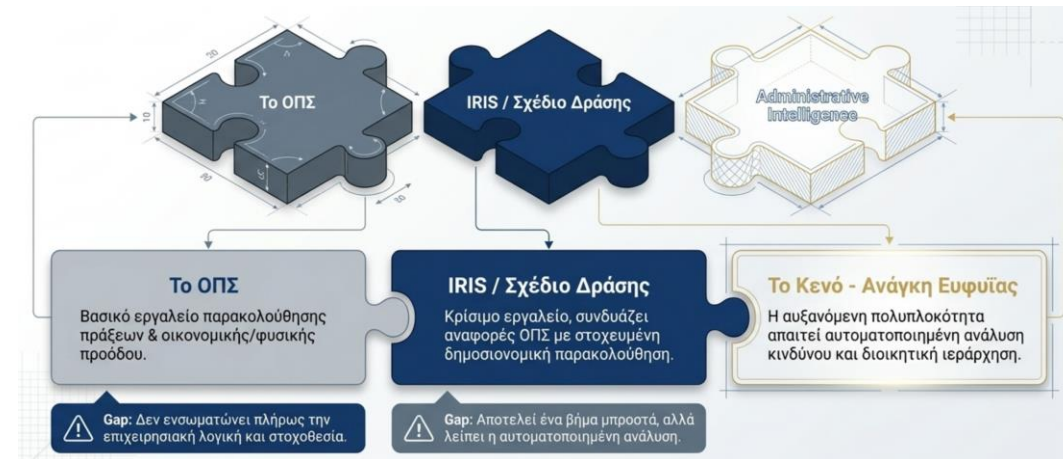 Το ΟΠΣ
IRIS / Σχέδιο Δράσης
Administrative
Intelligence
Το ΟΠΣ
Βασικό εργαλείο παρακολούθησης
πράξεων & οικονομικής/φυσικής
προόδου.
Gap: Δεν ενσωματώνει πλήρως την
επιχειρησιακή λογική και στοχοθεσία.
IRIS / Σχέδιο Δράσης
Κρίσιμο εργαλείο, συνδυάζει
αναφορές ΟΠΣ με στοχευμένη
δημοσιονομική παρακολούθηση.
Gap: Αποτελεί ένα βήμα μπροστά, αλλά
λείπει η αυτοματοποιημένη ανάλυση.
Το Κενό - Ανάγκη Ευφυΐας
Η αυξανόμενη πολυπλοκότητα
απαιτεί αυτοματοποιημένη ανάλυση
κινδύνου και διοικητική ιεράρχηση.